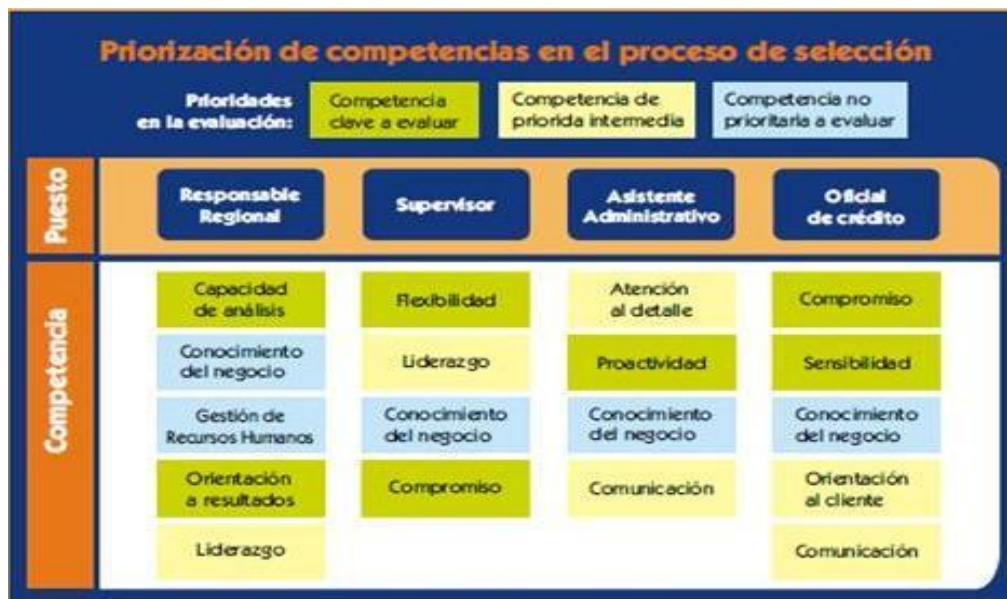 Priorización de competencias en el proceso de selección
Prioridades
en la evaluación:
Competencia
clave a evaluar
Competencia de
priorida intermedia
Competencia no
prioritaria a evaluar
Puesto
Responsable
Regional
Supervisor
Asistente
Administrativo
Oficial
de crédito
Competencia
Capacidad
de análisis
Flexibilidad
Atención
al detalle
Compromiso
Conocimiento
del negocio
Liderazgo
Proactividad
Sensibilidad
Gestión de
Recursos Humanos
Conocimiento
del negocio
Conocimiento
del negocio
Conocimiento
del negocio
Orientación
a resultados
Compromiso
Comunicación
Orientación
al cliente
Liderazgo
Comunicación